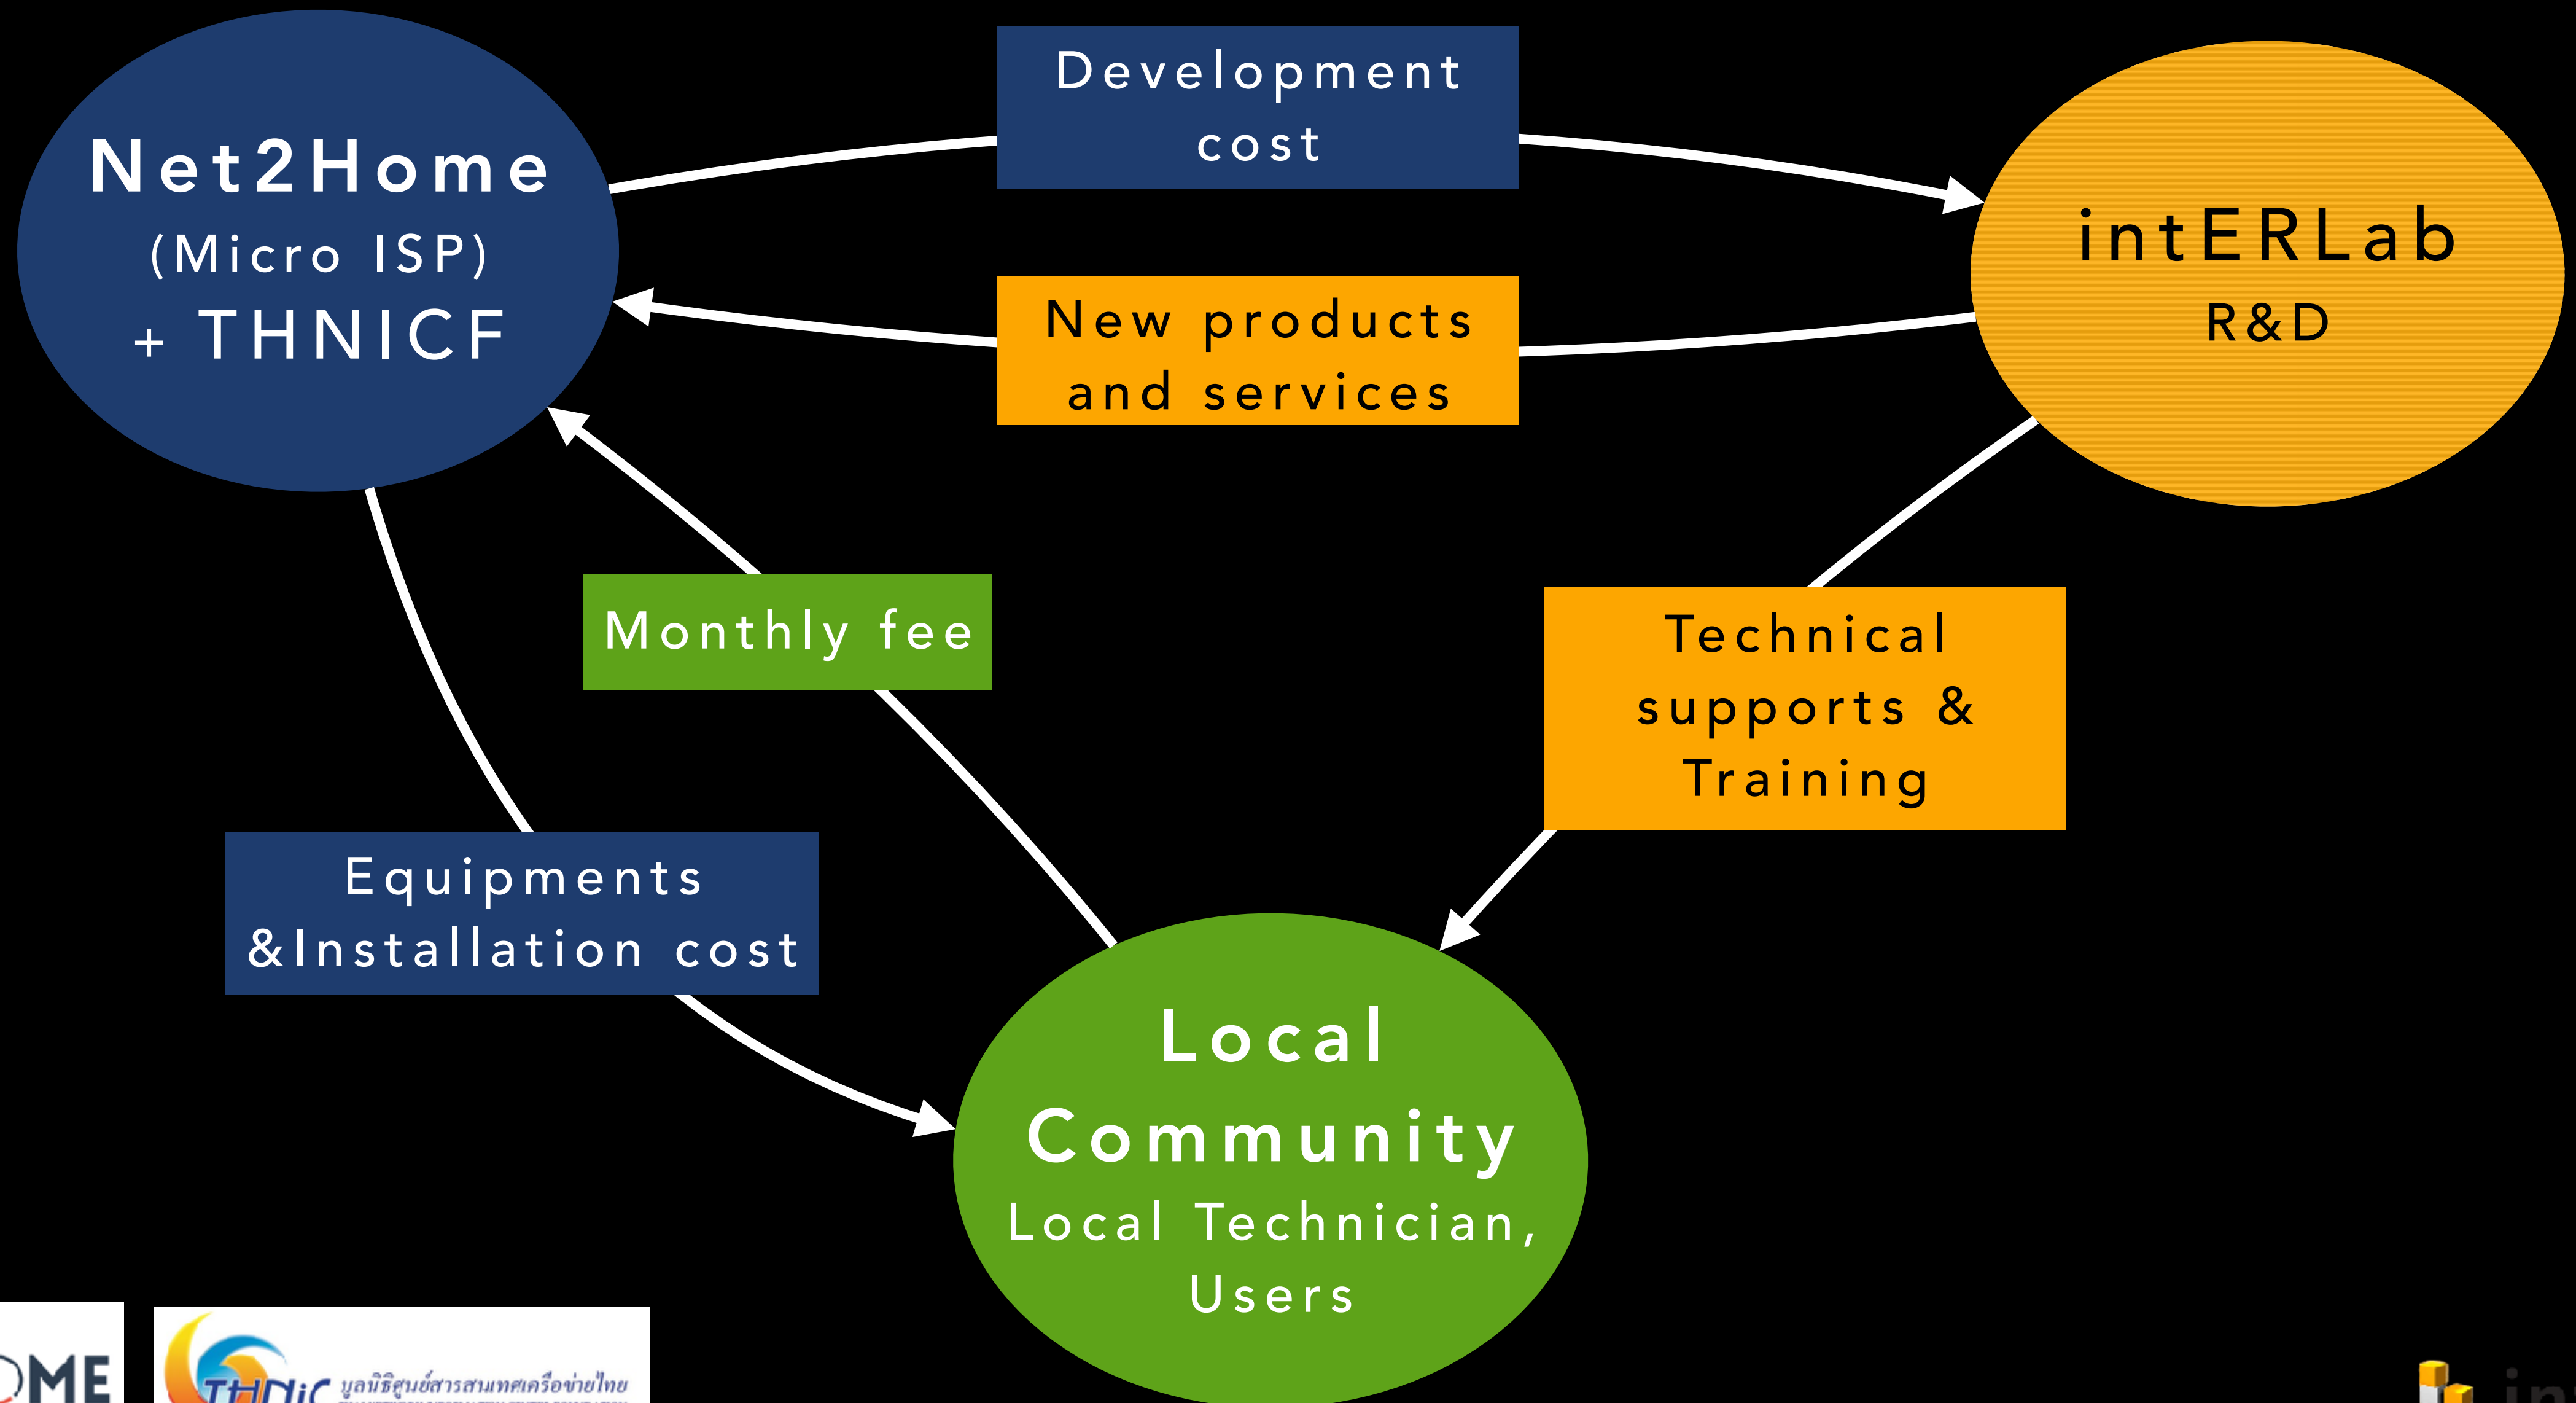 Development
cost
Net2Home
(Micro ISP)
+ THNICF
intERLab
R&D
New products
and services
Monthly fee
Technical
supports &
Training
Equipments
&Installation cost
Local
Community
Local Technician,
Users
OME
THNiC มูลนิธิศูนย์สารสนเทศเครือข่ายไทย
int